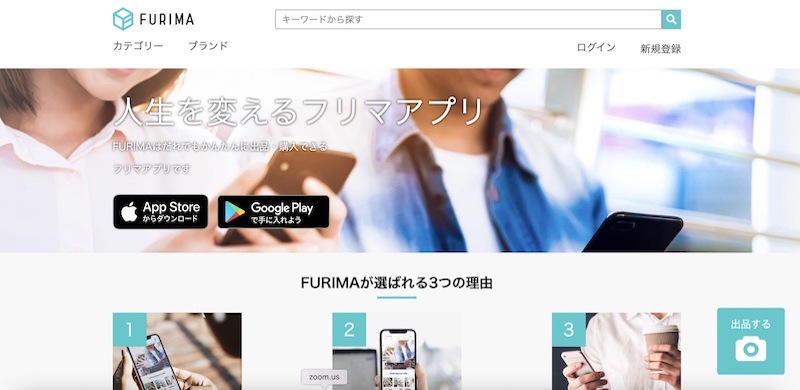 FURIMA
キーワードから探す
カテゴリー ブランド
ログイン 新規登録
人生を変えるフリマアプリ
FURIMAはだれでもかんたんに出品・購入できる
フリマアプリです
App Store
からダウンロード
Google Play
で手に入れよう
FURIMAが選ばれる3つの理由
1
2
3
出品する
zoom.us